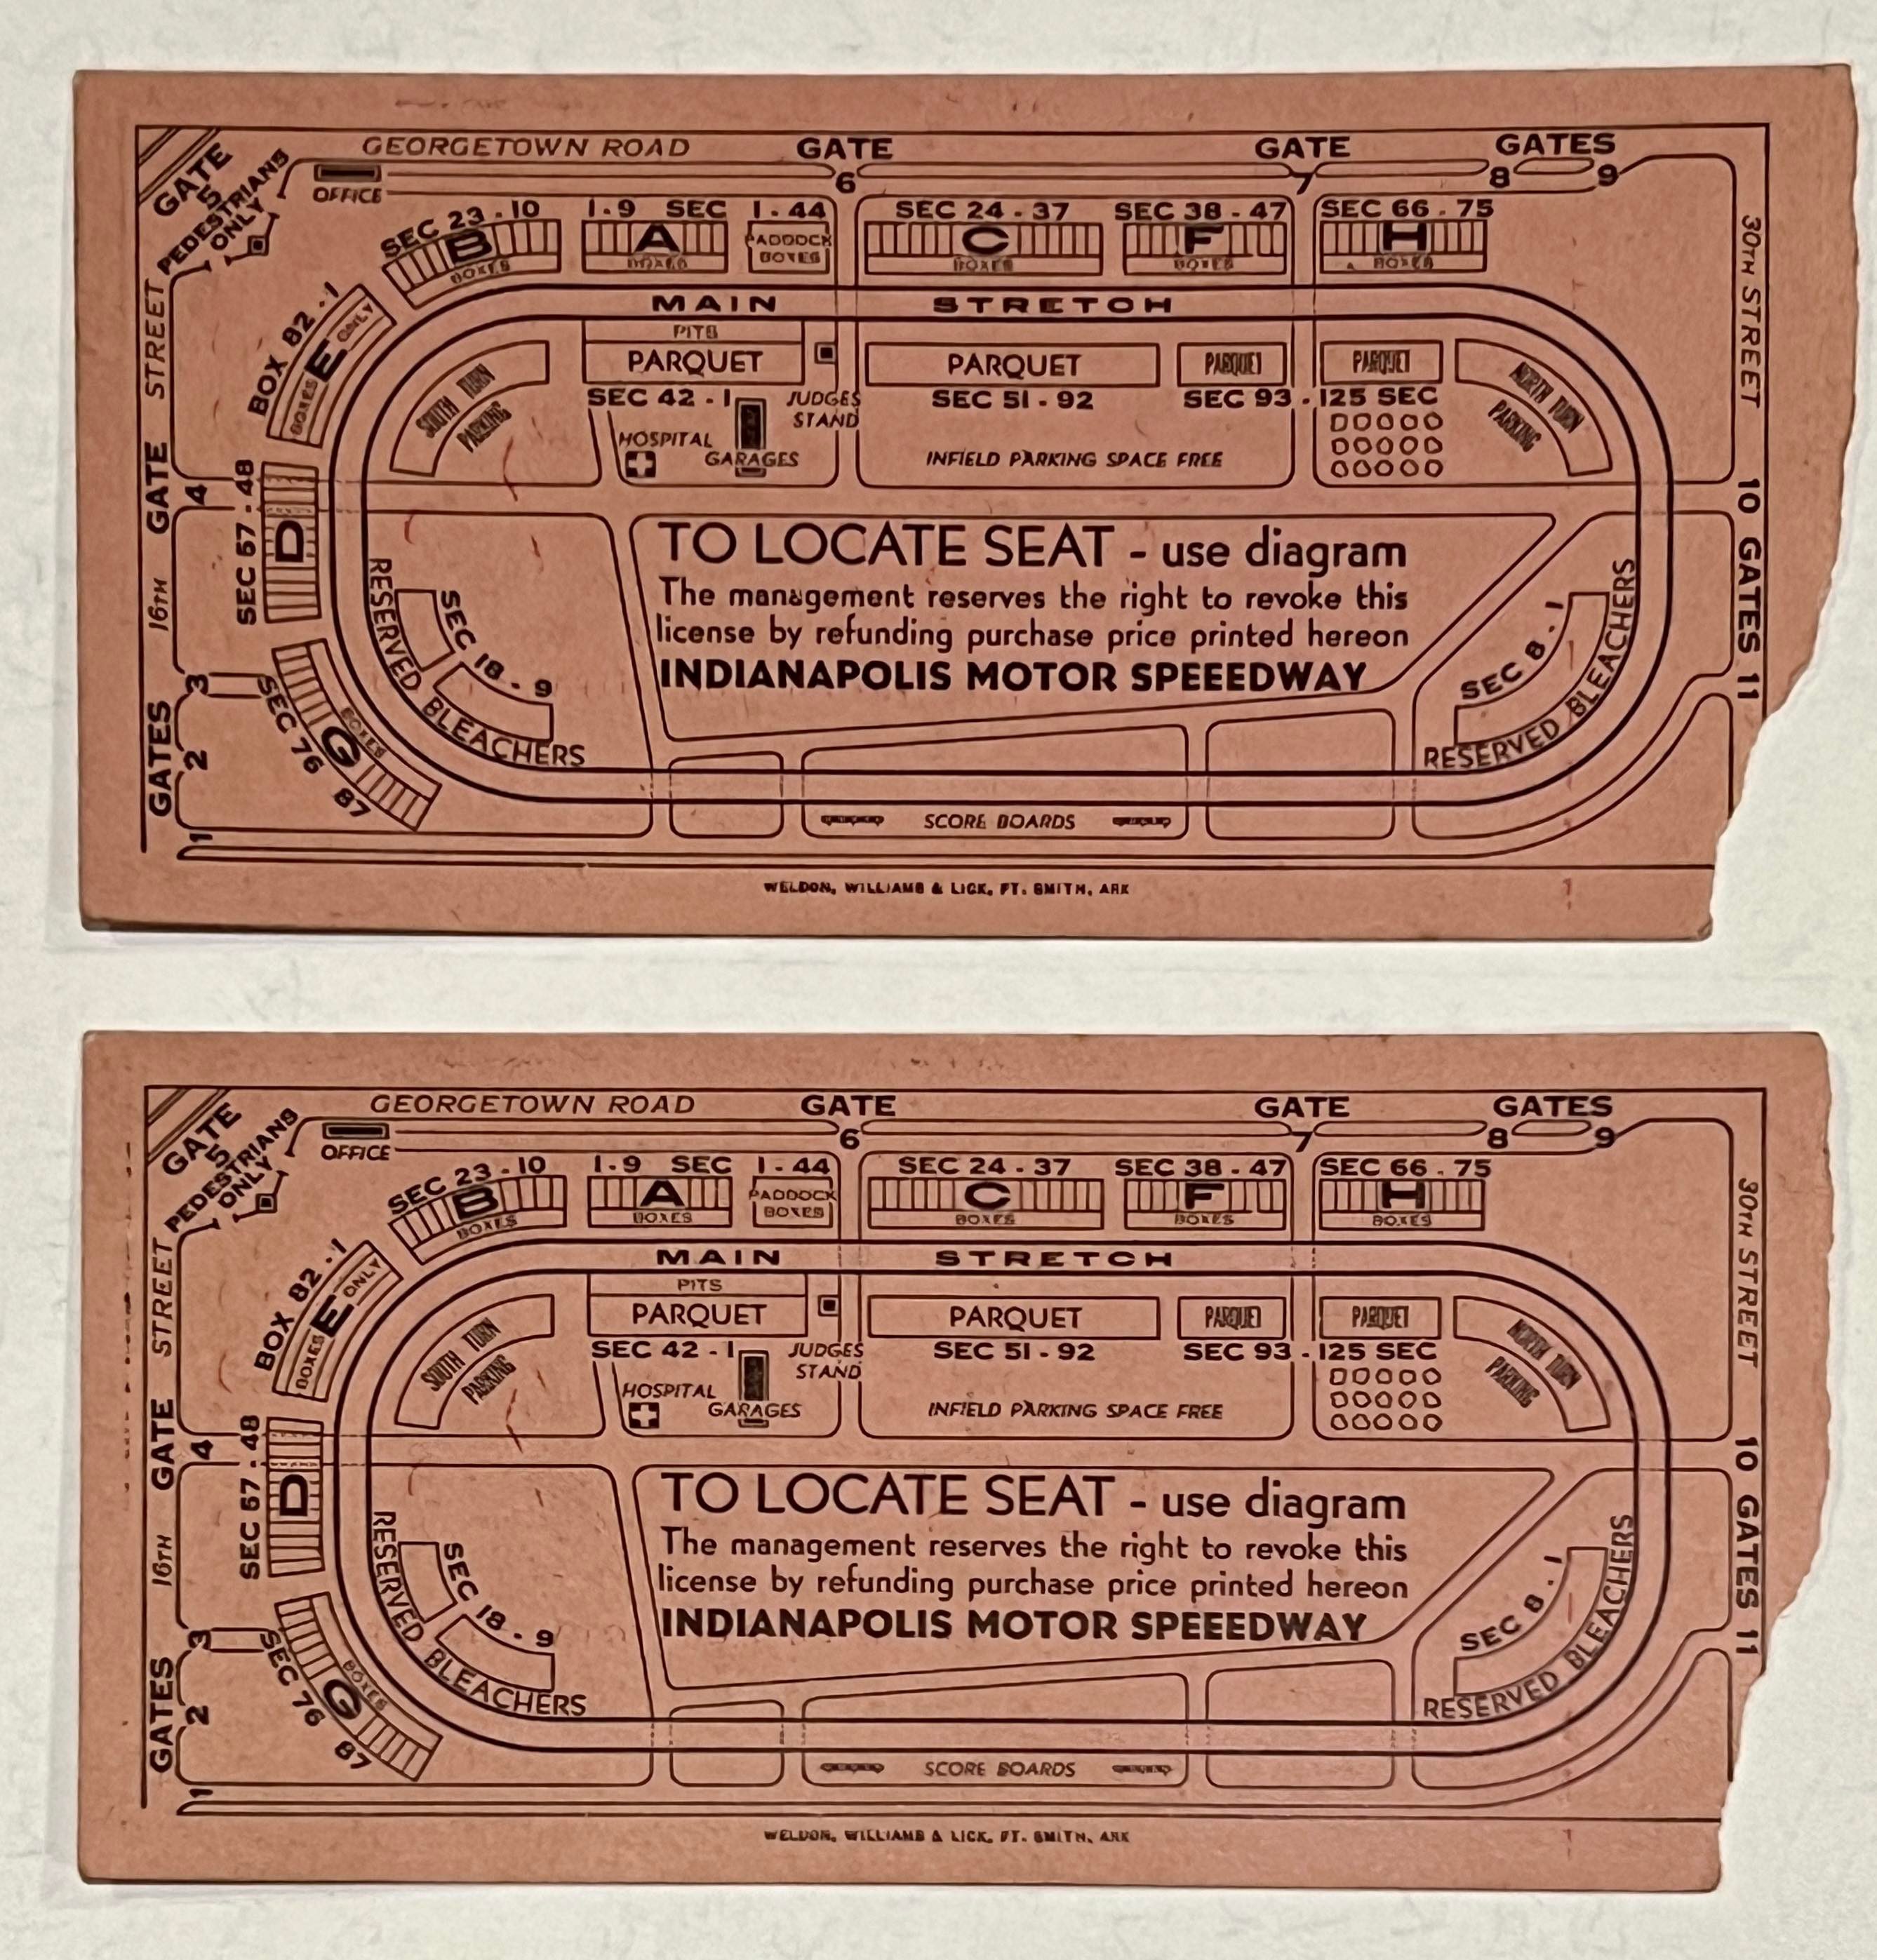 GEORGETOWN ROAD
GATE
6
GATE
7
GATES
8 9
GATE
5
PEDESTRIANS
ONLY
OFFICE
SEC 23 - 10
B
BOXES
1 - 9 SEC
A
BOXES
1 - 44
PADDOCK
BOXES
SEC 24 - 37
C
BOXES
SEC 38 - 47
F
BOXES
SEC 66 - 75
H
BOXES
30TH STREET
MAIN STRETCH
BOX 82 - 1
BOXES E ONLY
SOUTH TURN
PARKING
PITS
PARQUET
SEC 42 - 1
JUDGES
STAND
HOSPITAL
GARAGES
PARQUET
SEC 51 - 92
INFIELD PARKING SPACE FREE
PARQUET
PARQUET
SEC 93 - 125 SEC
NORTH TURN
PARKING
16TH STREET
GATE
4
SEC 57 - 48
D
10 GATES 11
TO LOCATE SEAT - use diagram
The management reserves the right to revoke this
license by refunding purchase price printed hereon
INDIANAPOLIS MOTOR SPEEEDWAY
SEC 18 - 9
RESERVED BLEACHERS
SEC 8 - 1
RESERVED BLEACHERS
GATES
3
2
1
SEC 76
BOXES
G
87
SCORE BOARDS
WELDON, WILLIAMS & LICK, FT. SMITH, ARK
GEORGETOWN ROAD
GATE
6
GATE
7
GATES
8 9
GATE
5
PEDESTRIANS
ONLY
OFFICE
SEC 23 - 10
B
BOXES
1 - 9 SEC
A
BOXES
1 - 44
PADDOCK
BOXES
SEC 24 - 37
C
BOXES
SEC 38 - 47
F
BOXES
SEC 66 - 75
H
BOXES
30TH STREET
MAIN STRETCH
BOX 82 - 1
BOXES E ONLY
SOUTH TURN
PARKING
PITS
PARQUET
SEC 42 - 1
JUDGES
STAND
HOSPITAL
GARAGES
PARQUET
SEC 51 - 92
INFIELD PARKING SPACE FREE
PARQUET
PARQUET
SEC 93 - 125 SEC
NORTH TURN
PARKING
16TH STREET
GATE
4
SEC 57 - 48
D
10 GATES 11
TO LOCATE SEAT - use diagram
The management reserves the right to revoke this
license by refunding purchase price printed hereon
INDIANAPOLIS MOTOR SPEEEDWAY
SEC 18 - 9
RESERVED BLEACHERS
SEC 8 - 1
RESERVED BLEACHERS
GATES
3
2
1
SEC 76
BOXES
G
87
SCORE BOARDS
WELDON, WILLIAMS & LICK, FT. SMITH, ARK